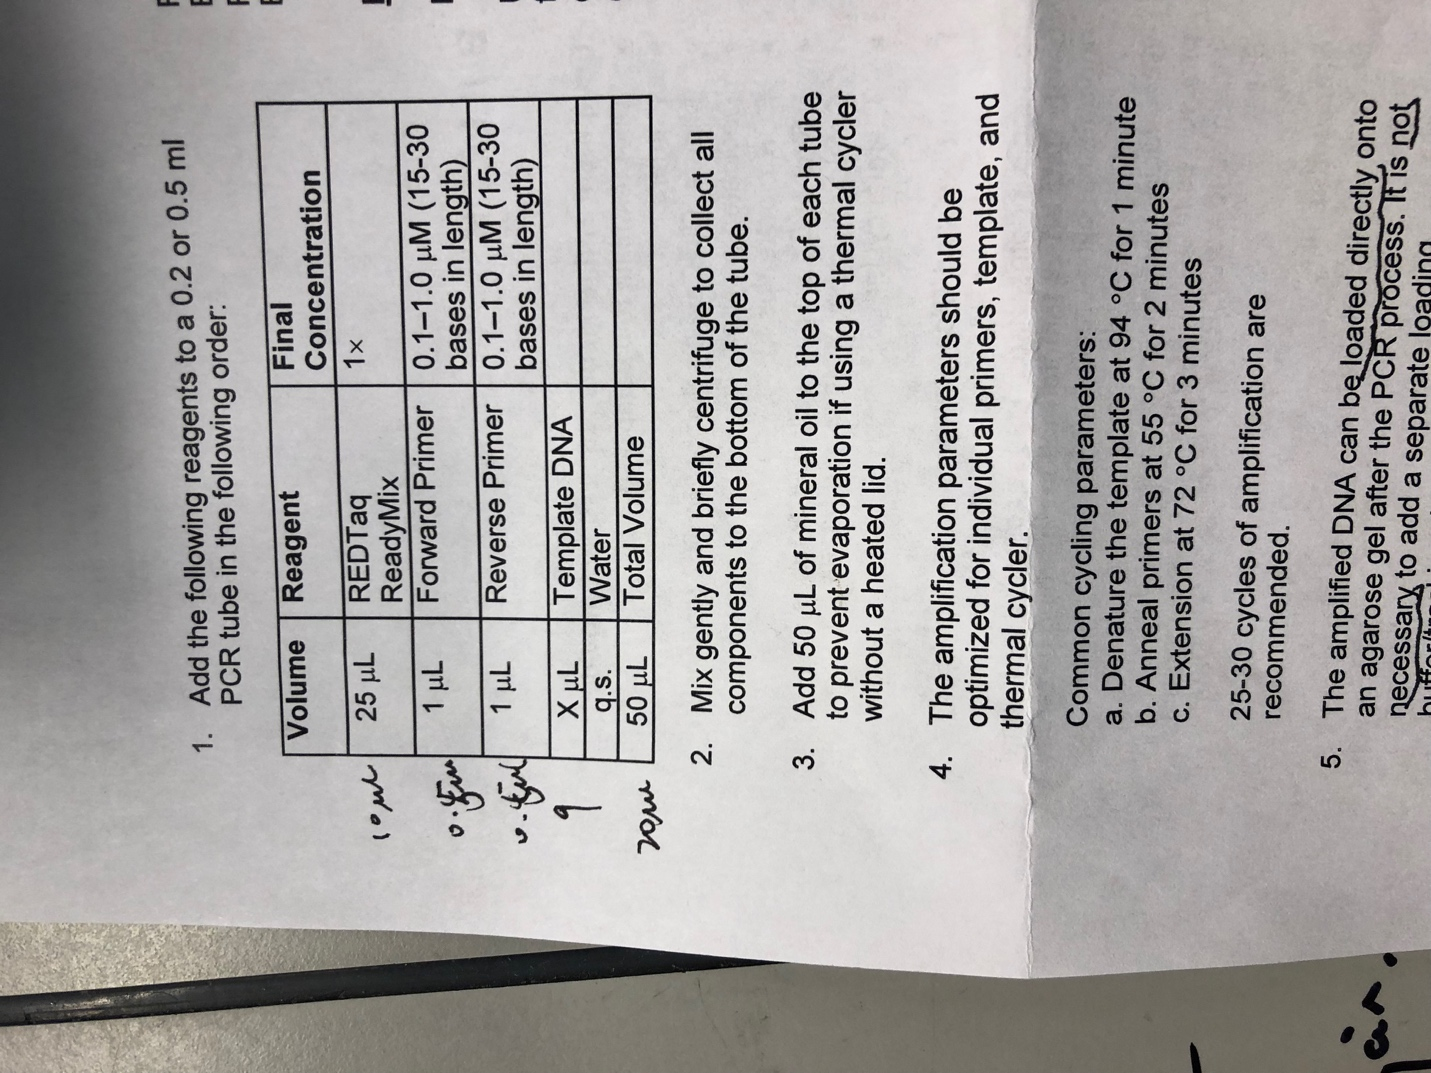 1. Add the following reagents to a 0.2 or 0.5 ml
PCR tube in the following order:
Volume Reagent Final Concentration
10 µL 25 µL REDTaq ReadyMix 1×
1 µL Forward Primer 0.1–1.0 µM (15-30 bases in length)
1 µL Reverse Primer 0.1–1.0 µM (15-30 bases in length)
9 X µL Template DNA
q.s. Water
20 µL 50 µL Total Volume
2. Mix gently and briefly centrifuge to collect all
components to the bottom of the tube.
3. Add 50 µL of mineral oil to the top of each tube
to prevent evaporation if using a thermal cycler
without a heated lid.
4. The amplification parameters should be
optimized for individual primers, template, and
thermal cycler.
Common cycling parameters:
a. Denature the template at 94 °C for 1 minute
b. Anneal primers at 55 °C for 2 minutes
c. Extension at 72 °C for 3 minutes
25-30 cycles of amplification are
recommended.
5. The amplified DNA can be loaded directly onto
an agarose gel after the PCR process. It is not
necessary to add a separate loading